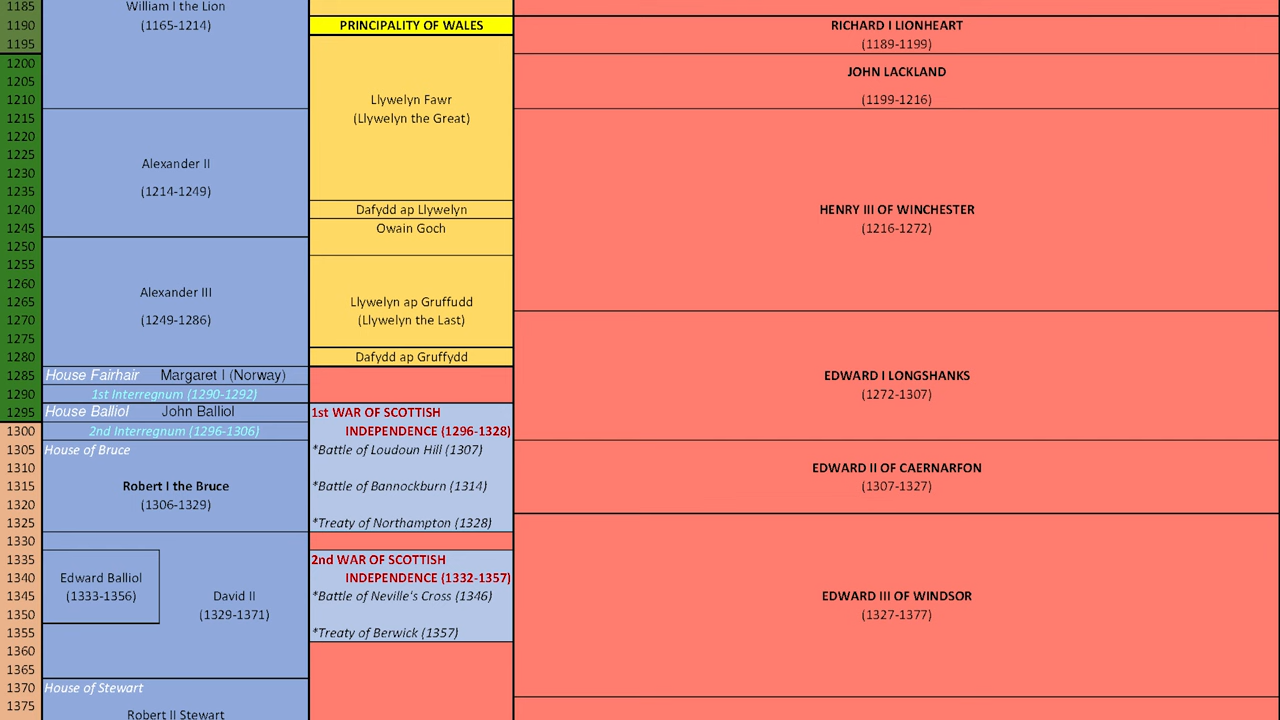 1185
1190
1195
1200
1205
1210
1215
1220
1225
1230
1235
1240
1245
1250
1255
1260
1265
1270
1275
1280
1285
1290
1295
1300
1305
1310
1315
1320
1325
1330
1335
1340
1345
1350
1355
1360
1365
1370
1375
William I the Lion
(1165-1214)
Alexander II
(1214-1249)
Alexander III
(1249-1286)
House Fairhair Margaret I (Norway)
1st Interregnum (1290-1292)
House Balliol John Balliol
2nd Interregnum (1296-1306)
House of Bruce
Robert I the Bruce
(1306-1329)
Edward Balliol
(1333-1356)
David II
(1329-1371)
House of Stewart
Robert II Stewart
PRINCIPALITY OF WALES
Llywelyn Fawr
(Llywelyn the Great)
Dafydd ap Llywelyn
Owain Goch
Llywelyn ap Gruffudd
(Llywelyn the Last)
Dafydd ap Gruffydd
1st WAR OF SCOTTISH
INDEPENDENCE (1296-1328)
*Battle of Loudoun Hill (1307)
*Battle of Bannockburn (1314)
*Treaty of Northampton (1328)
2nd WAR OF SCOTTISH
INDEPENDENCE (1332-1357)
*Battle of Neville's Cross (1346)
*Treaty of Berwick (1357)
RICHARD I LIONHEART
(1189-1199)
JOHN LACKLAND
(1199-1216)
HENRY III OF WINCHESTER
(1216-1272)
EDWARD I LONGSHANKS
(1272-1307)
EDWARD II OF CAERNARFON
(1307-1327)
EDWARD III OF WINDSOR
(1327-1377)